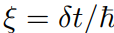 ξ = δt/ℏ